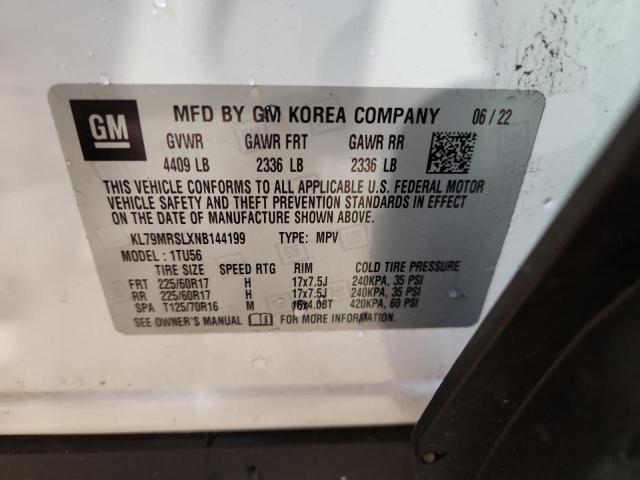 GM MFD BY GM KOREA COMPANY 06/22
GVWR GAWR FRT GAWR RR
4409 LB 2336 LB 2336 LB
THIS VEHICLE CONFORMS TO ALL APPLICABLE U.S. FEDERAL MOTOR
VEHICLE SAFETY AND THEFT PREVENTION STANDARDS IN EFFECT
ON THE DATE OF MANUFACTURE SHOWN ABOVE.
KL79MRSLXNB144199 TYPE: MPV
MODEL: 1TU56
TIRE SIZE SPEED RTG RIM COLD TIRE PRESSURE
FRT 225/60R17 H 17x7.5J 240KPA, 35 PSI
RR 225/60R17 H 17x7.5J 240KPA, 35 PSI
SPA T125/70R16 M 16x4.0BT 420KPA, 60 PSI
SEE OWNER'S MANUAL FOR MORE INFORMATION